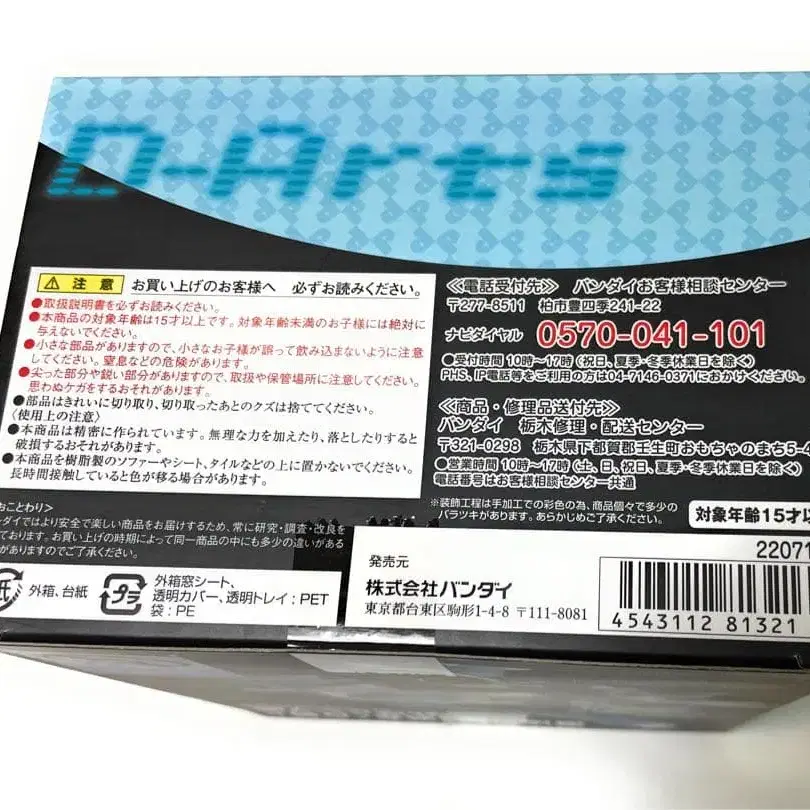 D-Arts
注意 お買い上げのお客様へ 必ずお読みください。
●取扱説明書を必ずお読みください。
●本商品の対象年齢は15才以上です。対象年齢未満のお子様には絶対に
与えないでください。
●小さな部品がありますので、小さなお子様が誤って飲み込まないように注意
してください。窒息などの危険があります。
●尖った部分や鋭い部分がありますので、取扱や保管場所に注意してください。
思わぬケガをするおそれがあります。
●部品はきれいに切り取り、切り取ったあとのクズは捨ててください。
〈使用上の注意〉
●本商品は精密に作られています。無理な力を加えたり、落としたりすると
破損するおそれがあります。
●本商品を樹脂製のソファーやシート、タイルなどの上に置かないでください。
長時間接触していると色が移る場合があります。
おことわり＞
ンダイではより安全で楽しい商品をお届けするため、常に研究・調査・改良を
ております。お買い上げの時期によって同一商品の中にも多少の違いがある
がありますのでご了承ください。
紙 外箱、台紙
プラ 外箱窓シート、
透明カバー、透明トレイ：PET
袋：PE
≪電話受付先≫ バンダイお客様相談センター
〒277-8511 柏市豊四季241-22
ナビダイヤル 0570-041-101
●受付時間 10時～17時（祝日、夏季・冬季休業日を除く）
PHS、IP電話等をご利用の方は04-7146-0371におかけください。
≪商品・修理品送付先≫
バンダイ 栃木修理・配送センター
〒321-0298 栃木県下都賀郡壬生町おもちゃのまち5-4
●営業時間 10時～17時（土、日、祝日、夏季・冬季休業日を除く）
電話番号はお客様相談センター共通
※装飾工程は手加工での彩色の為、商品個々で多少の
バラツキがあります。あらかじめご了承ください。
対象年齢15才以
発売元
株式会社バンダイ
東京都台東区駒形1-4-8 〒111-8081
22071
4543112 81321